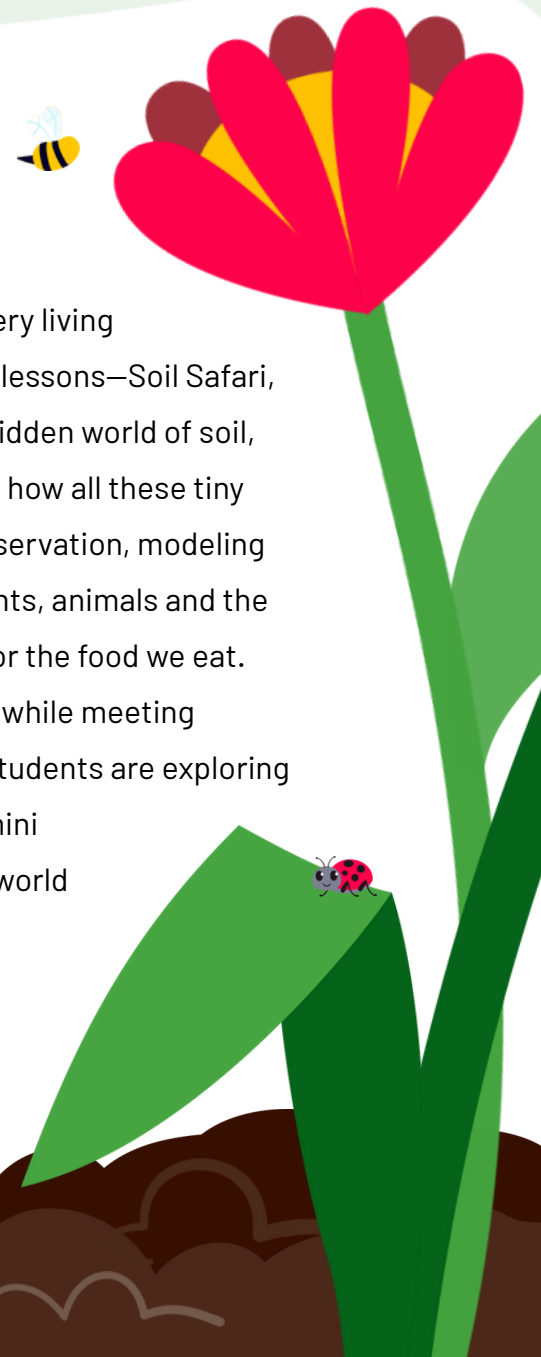 ery living
lessons—Soil Safari,
idden world of soil,
how all these tiny
servation, modeling
nts, animals and the
or the food we eat.
while meeting
tudents are exploring
ini
world